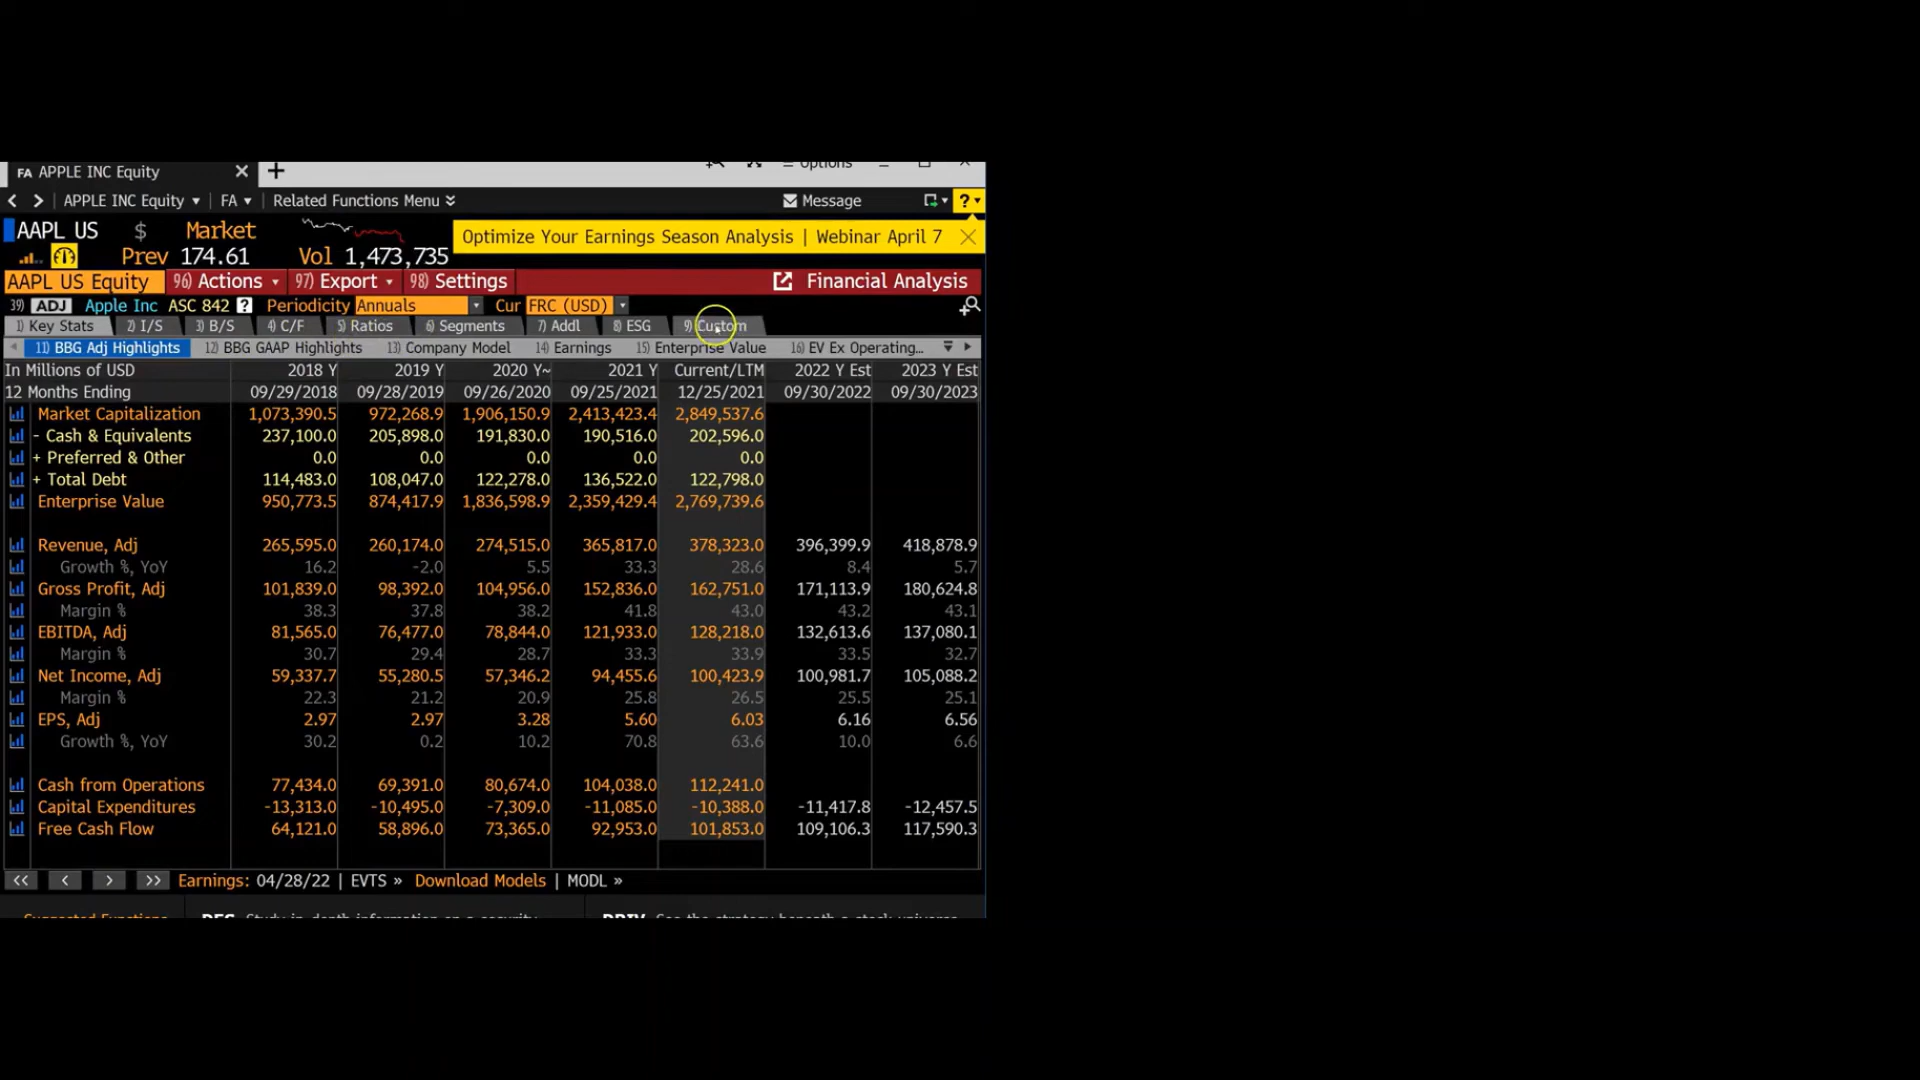 Options
FA APPLE INC Equity
APPLE INC Equity FA Related Functions Menu Message ?
AAPL US $ Market Optimize Your Earnings Season Analysis | Webinar April 7
Prev 174.61 Vol 1,473,735
AAPL US Equity 96) Actions 97) Export 98) Settings Financial Analysis
39) ADJ Apple Inc ASC 842 ? Periodicity Annuals Cur FRC (USD)
1) Key Stats 2) I/S 3) B/S 4) C/F 5) Ratios 6) Segments 7) Addl 8) ESG 9) Custom
11) BBG Adj Highlights 12) BBG GAAP Highlights 13) Company Model 14) Earnings 15) Enterprise Value 16) EV Ex Operating...
In Millions of USD 2018 Y 2019 Y 2020 Y~ 2021 Y Current/LTM 2022 Y Est 2023 Y Est
12 Months Ending 09/29/2018 09/28/2019 09/26/2020 09/25/2021 12/25/2021 09/30/2022 09/30/2023
Market Capitalization 1,073,390.5 972,268.9 1,906,150.9 2,413,423.4 2,849,537.6
- Cash & Equivalents 237,100.0 205,898.0 191,830.0 190,516.0 202,596.0
+ Preferred & Other 0.0 0.0 0.0 0.0 0.0
+ Total Debt 114,483.0 108,047.0 122,278.0 136,522.0 122,798.0
Enterprise Value 950,773.5 874,417.9 1,836,598.9 2,359,429.4 2,769,739.6
Revenue, Adj 265,595.0 260,174.0 274,515.0 365,817.0 378,323.0 396,399.9 418,878.9
Growth %, YoY 16.2 -2.0 5.5 33.3 28.6 8.4 5.7
Gross Profit, Adj 101,839.0 98,392.0 104,956.0 152,836.0 162,751.0 171,113.9 180,624.8
Margin % 38.3 37.8 38.2 41.8 43.0 43.2 43.1
EBITDA, Adj 81,565.0 76,477.0 78,844.0 121,933.0 128,218.0 132,613.6 137,080.1
Margin % 30.7 29.4 28.7 33.3 33.9 33.5 32.7
Net Income, Adj 59,337.7 55,280.5 57,346.2 94,455.6 100,423.9 100,981.7 105,088.2
Margin % 22.3 21.2 20.9 25.8 26.5 25.5 25.1
EPS, Adj 2.97 2.97 3.28 5.60 6.03 6.16 6.56
Growth %, YoY 30.2 0.2 10.2 70.8 63.6 10.0 6.6
Cash from Operations 77,434.0 69,391.0 80,674.0 104,038.0 112,241.0
Capital Expenditures -13,313.0 -10,495.0 -7,309.0 -11,085.0 -10,388.0 -11,417.8 -12,457.5
Free Cash Flow 64,121.0 58,896.0 73,365.0 92,953.0 101,853.0 109,106.3 117,590.3
<< < > >> Earnings: 04/28/22 | EVTS » Download Models | MODL »
Suggested Functions DES Study in-depth information on a security DRIV See the strategy beneath a stock universe